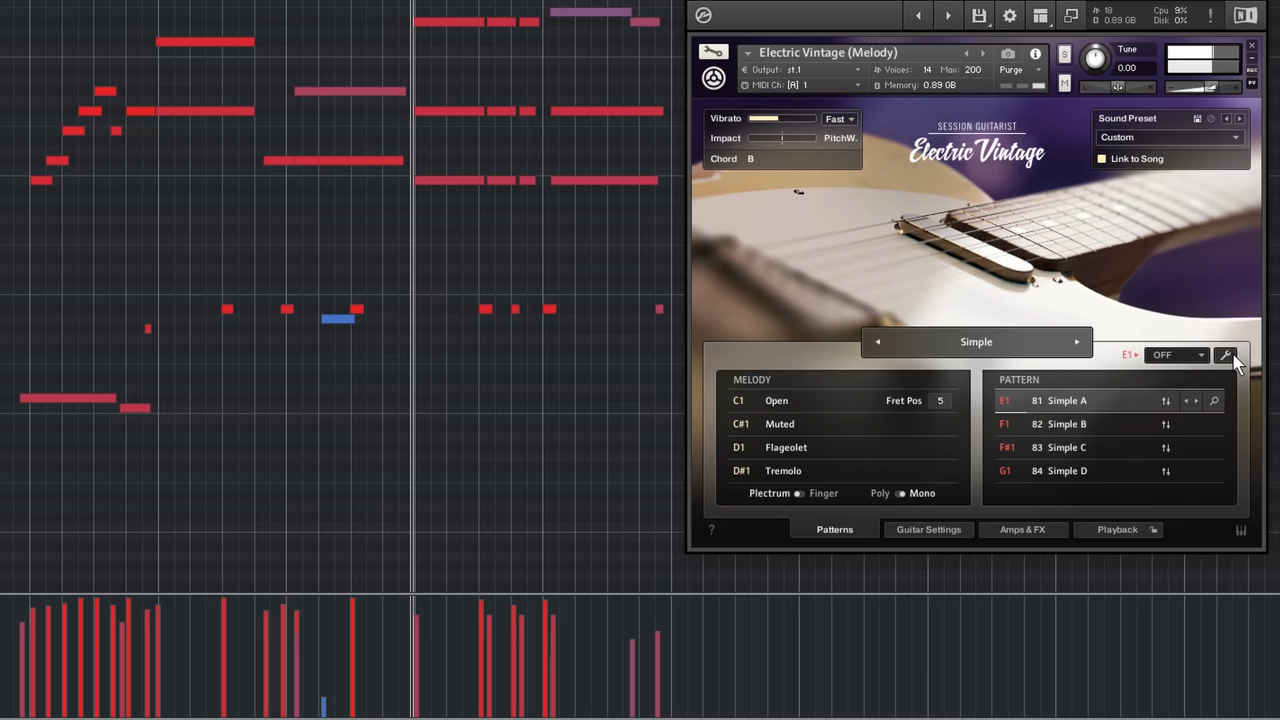 18
0.89 GB
Cpu 9%
Disk 0%
!
NI
Electric Vintage (Melody)
Output: st.1
Voices: 14 Max: 200
Purge
MIDI Ch: [A] 1
Memory: 0.89 GB
S
M
Tune
0.00
AUX
PV
Vibrato
Fast
Impact
PitchW.
Chord B
SESSION GUITARIST
Electric Vintage
Sound Preset
Custom
Link to Song
Simple
E1
OFF
MELODY
C1 Open Fret Pos 5
C#1 Muted
D1 Flageolet
D#1 Tremolo
Plectrum Finger Poly Mono
PATTERN
E1 81 Simple A
F1 82 Simple B
F#1 83 Simple C
G1 84 Simple D
?
Patterns
Guitar Settings
Amps & FX
Playback